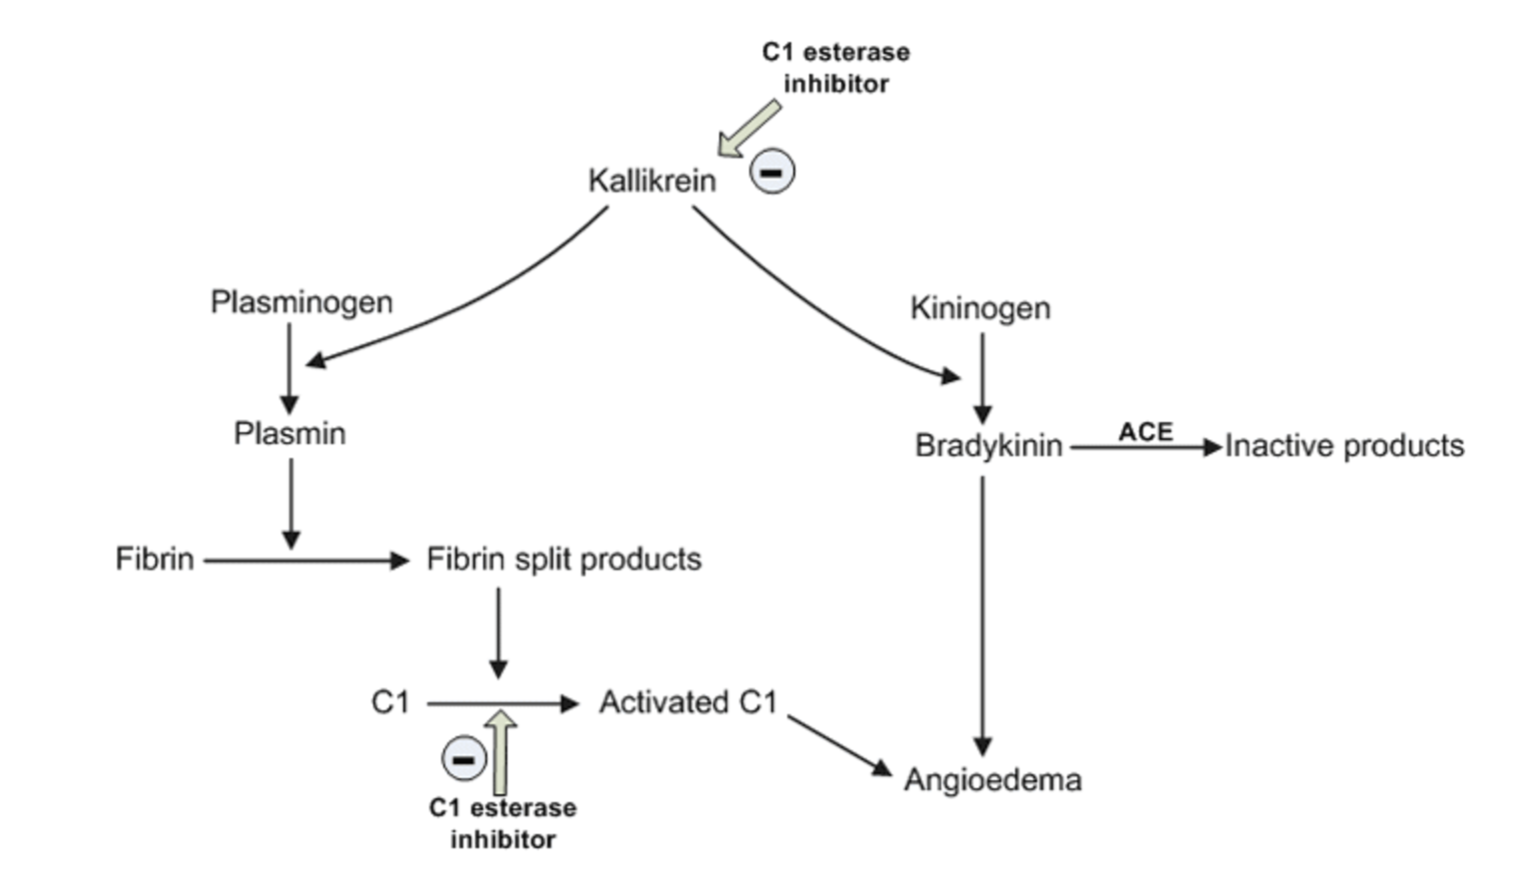 C1 esterase
inhibitor
Kallikrein
Plasminogen
Kininogen
Plasmin
ACE
Bradykinin
Inactive products
Fibrin
Fibrin split products
C1
Activated C1
Angioedema
C1 esterase
inhibitor